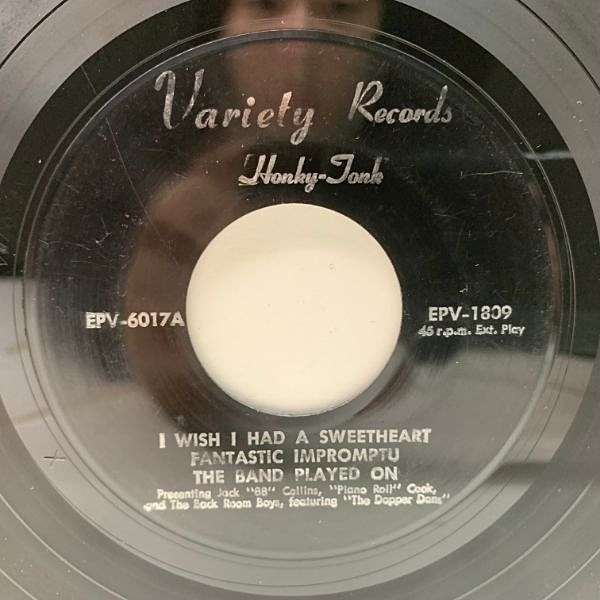 Variety Records
"Honky-Tonk"
EPV-6017A
EPV-1809
45 r.p.m. Ext. Play
I WISH I HAD A SWEETHEART
FANTASTIC IMPROMPTU
THE BAND PLAYED ON
Presenting Jack "88" Collins, "Piano Roll" Cook,
and The Back Room Boys, featuring "The Dapper Dans"